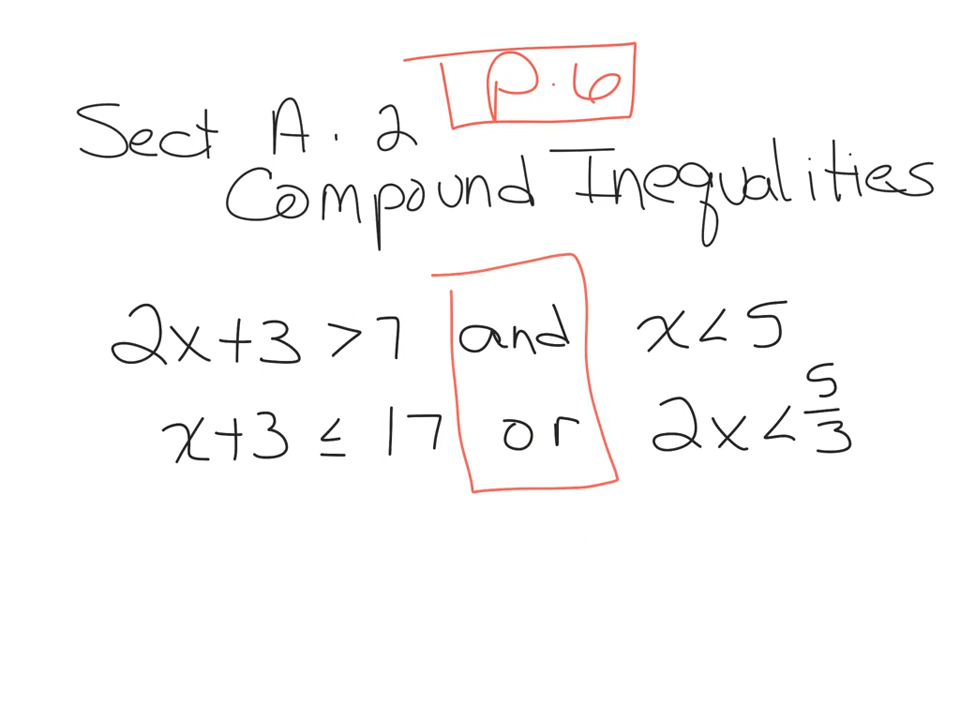 Sect A.2 p.6
Compound Inequalities
2x+3 >7 and x<5
x+3 ≤ 17 or 2x< 5/3